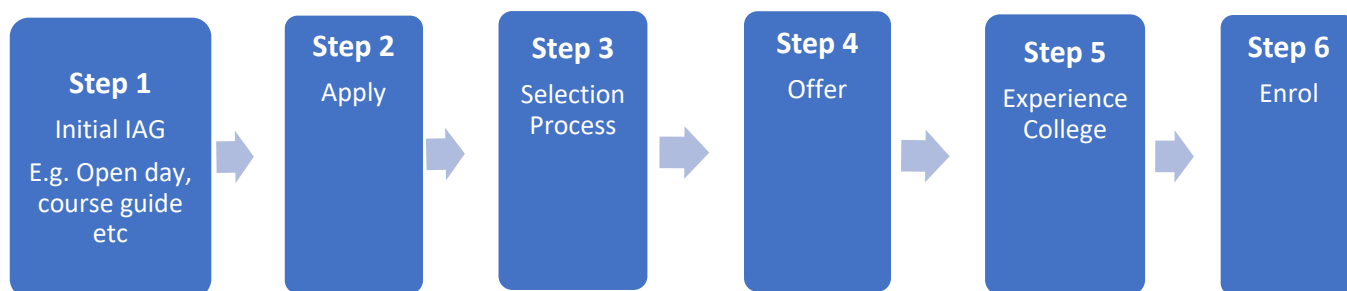 Step 1
Initial IAG
E.g. Open day,
course guide
etc
Step 2
Apply
Step 3
Selection
Process
Step 4
Offer
Step 5
Experience
College
Step 6
Enrol